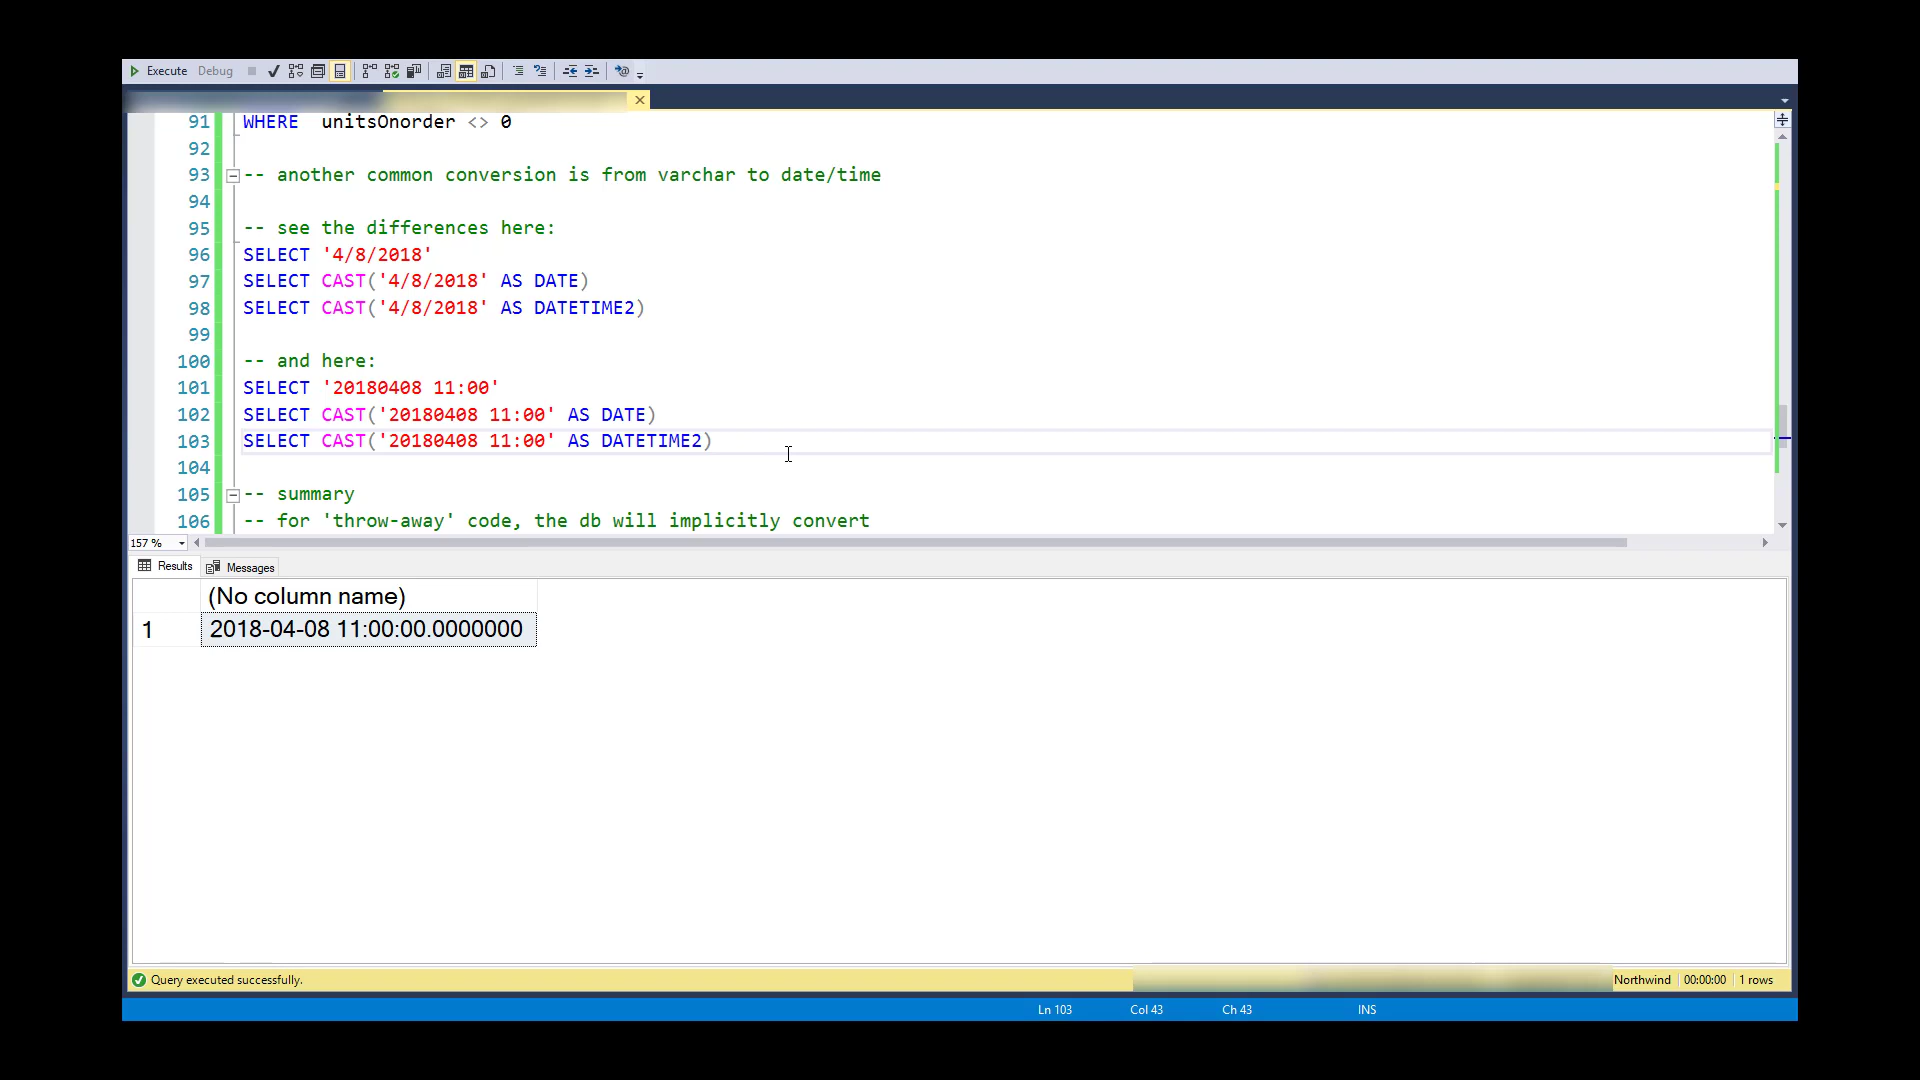 Execute Debug
91 WHERE unitsOnorder <> 0
92
93 -- another common conversion is from varchar to date/time
94
95 -- see the differences here:
96 SELECT '4/8/2018'
97 SELECT CAST('4/8/2018' AS DATE)
98 SELECT CAST('4/8/2018' AS DATETIME2)
99
100 -- and here:
101 SELECT '20180408 11:00'
102 SELECT CAST('20180408 11:00' AS DATE)
103 SELECT CAST('20180408 11:00' AS DATETIME2)
104
105 -- summary
106 -- for 'throw-away' code, the db will implicitly convert
157 %
Results Messages
(No column name)
1 2018-04-08 11:00:00.0000000
Query executed successfully. Northwind 00:00:00 1 rows
Ln 103 Col 43 Ch 43 INS